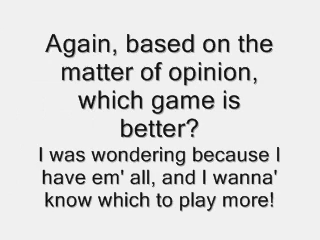 Again, based on the
matter of opinion,
which game is
better?
I was wondering because I
have em' all, and I wanna'
know which to play more!